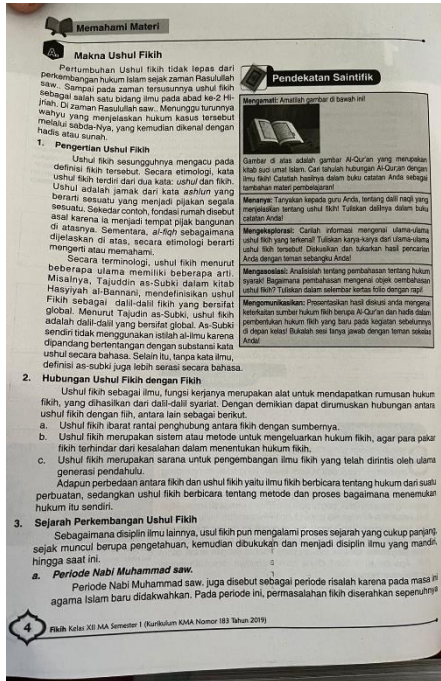 Memahami Materi
A. Makna Ushul Fikih
Pertumbuhan Ushul fikih tidak lepas dari
perkembangan hukum Islam sejak zaman Rasulullah
saw.. Sampai pada zaman tersusunnya ushul fikih
sebagai salah satu bidang ilmu pada abad ke-2 Hi-
jriah. Di zaman Rasulullah saw.. Menunggu turunnya
wahyu yang menjelaskan hukum kasus tersebut
melalui sabda-Nya, yang kemudian dikenal dengan
hadis atau sunah.
1. Pengertian Ushul Fikih
Ushul fikih sesungguhnya mengacu pada
definisi fikih tersebut. Secara etimologi, kata
ushul fikih terdiri dari dua kata: ushul dan fikih.
Ushul adalah jamak dari kata ashlun yang
berarti sesuatu yang menjadi pijakan segala
sesuatu. Sekedar contoh, fondasi rumah disebut
asal karena ia menjadi tempat pijak bangunan
di atasnya. Sementara, al-fiqh sebagaimana
dijelaskan di atas, secara etimologi berarti
mengerti atau memahami.
Secara terminologi, ushul fikih menurut
beberapa ulama memiliki beberapa arti.
Misalnya, Tajuddin as-Subki dalam kitab
Hasyiyah al-Bannani, mendefinisikan ushul
Fikih sebagai dalil-dalil fikih yang bersifat
global. Menurut Tajudin as-Subki, ushul fikih
adalah dalil-dalil yang bersifat global. As-Subki
sendiri tidak menggunakan istilah al-ilmu karena
dipandang bertentangan dengan substansi kata
ushul secara bahasa. Selain itu, tanpa kata ilmu,
definisi as-subki juga lebih serasi secara bahasa.
Pendekatan Saintifik
Mengamati: Amatilah gambar di bawah ini!
Gambar di atas adalah gambar Al-Qur'an yang merupakan
kitab suci umat Islam. Cari tahulah hubungan Al-Qur;an dengan
ilmu fikih! Catatlah hasilnya dalam buku catatan Anda sebagai
tambahan materi pembelajaran!
Menanya: Tanyakan kepada guru Anda, tentang dalil naqli yang
menjelaskan tentang ushul fikih! Tuliskan dalilnya dalam buku
catatan Anda!
Mengeksplorasi: Carilah informasi mengenai ulama-ulama
ushul fikih yang terkenal! Tuliskan karya-karya dari ulama-ulama
ushul fikih tersebut! Diskusikan dan tukarkan hasil pencarian
Anda dengan teman sebangku Anda!
Mengasosiasi: Analisislah tentang pembahasan tentang hukum
syarak! Bagaimana pembahasan mengenai objek pembahasan
ushul fikih? Tuliskan dalam selembar kertas folio dengan rapi!
Mengomunikasikan: Presentasikan hasil diskusi anda mengenai
keterkaitan sumber hukum fikih berupa Al-Qur'an dan hadis dalam
pembentukan hukum fikih yang baru pada kegiatan sebelumnya
di depan kelas! Bukalah sesi tanya jawab dengan teman sekelas
Anda!
2. Hubungan Ushul Fikih dengan Fikih
Ushul fikih sebagai ilmu, fungsi kerjanya merupakan alat untuk mendapatkan rumusan hukum
fikih, yang dihasilkan dari dalil-dalil syariat. Dengan demikian dapat dirumuskan hubungan antara
ushul fikih dengan fiih, antara lain sebagai berikut.
a. Ushul fikih ibarat rantai penghubung antara fikih dengan sumbernya.
b. Ushul fikih merupakan sistem atau metode untuk mengeluarkan hukum fikih, agar para pakar
fikih terhindar dari kesalahan dalam menentukan hukum fikih.
c. Ushul fikih merupakan sarana untuk pengembangan ilmu fikih yang telah dirintis oleh ulama
generasi pendahulu.
Adapun perbedaan antara fikih dan ushul fikih yaitu ilmu fikih berbicara tentang hukum dari suatu
perbuatan, sedangkan ushul fikih berbicara tentang metode dan proses bagaimana menemukan
hukum itu sendiri.
3. Sejarah Perkembangan Ushul Fikih
Sebagaimana disiplin ilmu lainnya, usul fikih pun mengalami proses sejarah yang cukup panjang,
sejak muncul berupa pengetahuan, kemudian dibukukan dan menjadi disiplin ilmu yang mandiri,
hingga saat ini.
a. Periode Nabi Muhammad saw.
Periode Nabi Muhammad saw. juga disebut sebagai periode risalah karena pada masa ini
agama Islam baru didakwahkan. Pada periode ini, permasalahan fikih diserahkan sepenuhnya
4 Fikih Kelas XII MA Semester 1 (Kurikulum KMA Nomor 183 Tahun 2019)